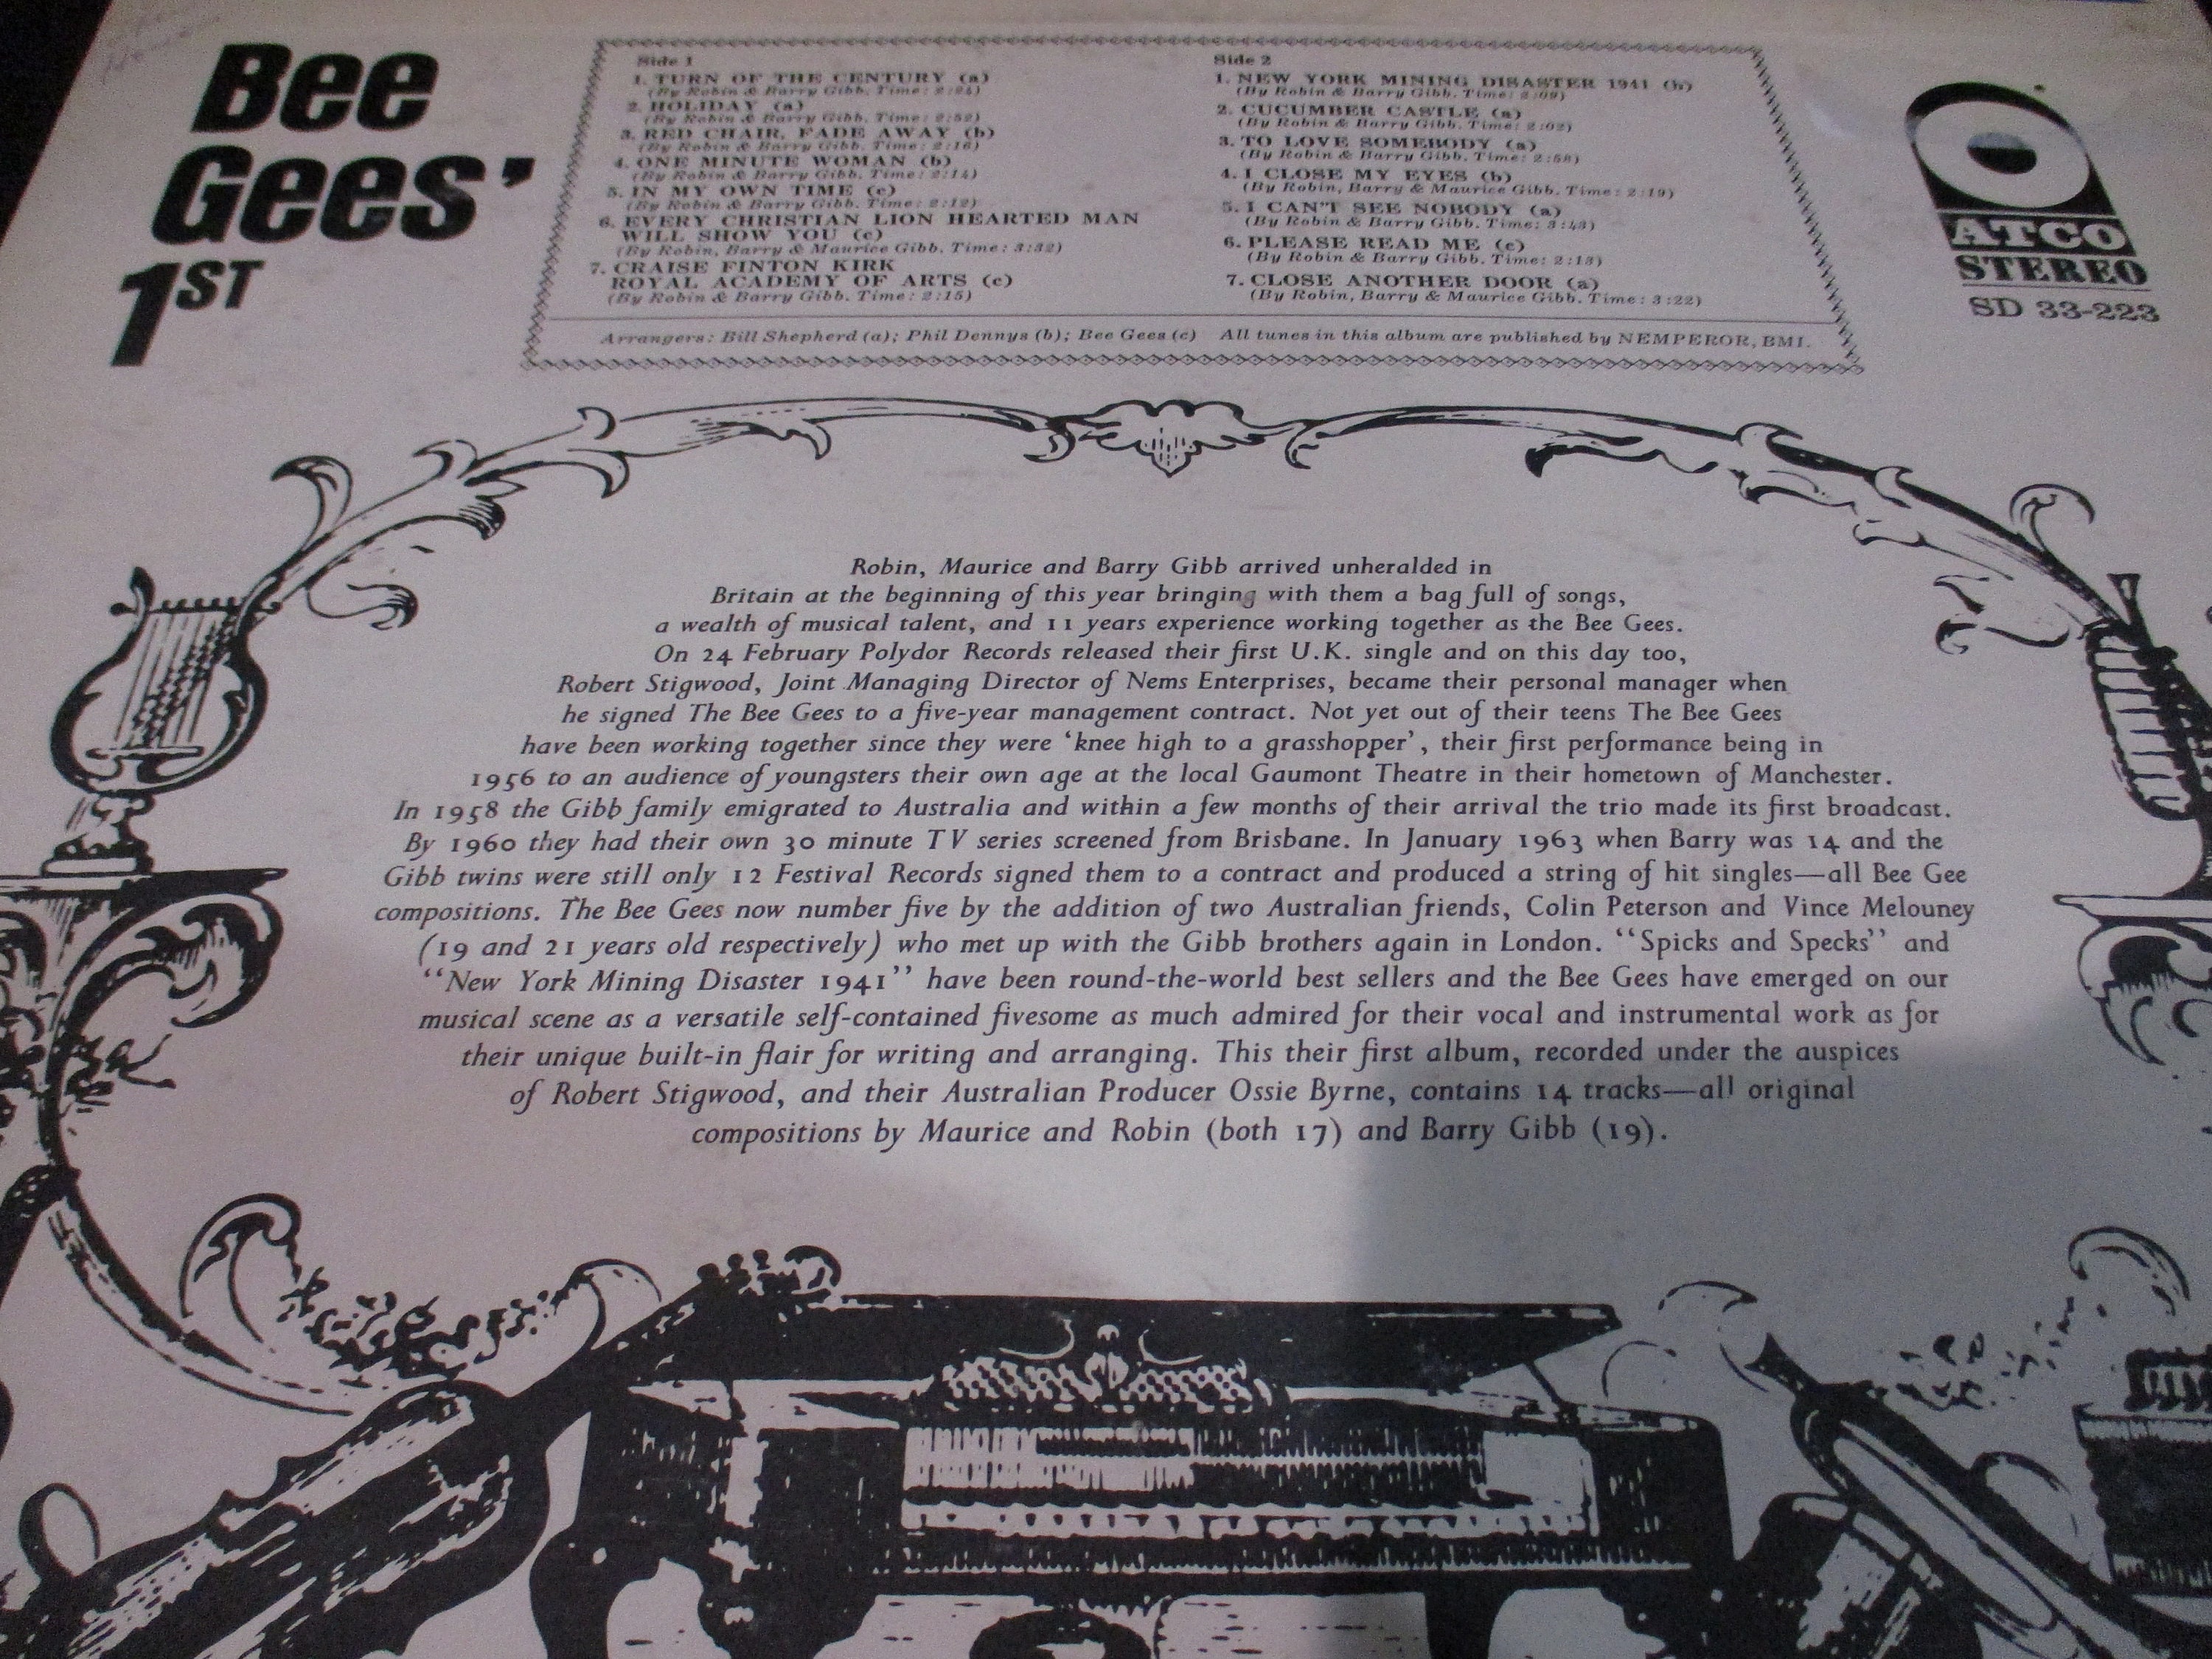 Bee
Gees'
1ST
Side 1
1. TURN OF THE CENTURY (a)
(By Robin & Barry Gibb. Time: 2:24)
2. HOLIDAY (a)
(By Robin & Barry Gibb. Time: 2:52)
3. RED CHAIR, FADE AWAY (b)
(By Robin & Barry Gibb. Time: 2:16)
4. ONE MINUTE WOMAN (b)
(By Robin & Barry Gibb. Time: 2:14)
5. IN MY OWN TIME (c)
(By Robin & Barry Gibb. Time: 2:12)
6. EVERY CHRISTIAN LION HEARTED MAN
WILL SHOW YOU (c)
(By Robin, Barry & Maurice Gibb. Time: 3:32)
7. CRAISE FINTON KIRK
ROYAL ACADEMY OF ARTS (c)
(By Robin & Barry Gibb. Time: 2:15)
Side 2
1. NEW YORK MINING DISASTER 1941 (b)
(By Robin & Barry Gibb. Time: 2:09)
2. CUCUMBER CASTLE (a)
(By Robin & Barry Gibb. Time: 2:02)
3. TO LOVE SOMEBODY (a)
(By Robin & Barry Gibb. Time: 2:58)
4. I CLOSE MY EYES (b)
(By Robin, Barry & Maurice Gibb. Time: 2:19)
5. I CAN'T SEE NOBODY (a)
(By Robin & Barry Gibb. Time: 3:43)
6. PLEASE READ ME (c)
(By Robin & Barry Gibb. Time: 2:13)
7. CLOSE ANOTHER DOOR (a)
(By Robin, Barry & Maurice Gibb. Time: 3:22)
Arrangers: Bill Shepherd (a); Phil Dennys (b); Bee Gees (c) All tunes in this album are published by NEMPEROR, BMI.
ATCO
STEREO
SD 33-223
Robin, Maurice and Barry Gibb arrived unheralded in
Britain at the beginning of this year bringing with them a bag full of songs,
a wealth of musical talent, and 11 years experience working together as the Bee Gees.
On 24 February Polydor Records released their first U.K. single and on this day too,
Robert Stigwood, Joint Managing Director of Nems Enterprises, became their personal manager when
he signed The Bee Gees to a five-year management contract. Not yet out of their teens The Bee Gees
have been working together since they were 'knee high to a grasshopper', their first performance being in
1956 to an audience of youngsters their own age at the local Gaumont Theatre in their hometown of Manchester.
In 1958 the Gibb family emigrated to Australia and within a few months of their arrival the trio made its first broadcast.
By 1960 they had their own 30 minute TV series screened from Brisbane. In January 1963 when Barry was 14 and the
Gibb twins were still only 12 Festival Records signed them to a contract and produced a string of hit singles—all Bee Gee
compositions. The Bee Gees now number five by the addition of two Australian friends, Colin Peterson and Vince Melouney
(19 and 21 years old respectively) who met up with the Gibb brothers again in London. "Spicks and Specks" and
"New York Mining Disaster 1941" have been round-the-world best sellers and the Bee Gees have emerged on our
musical scene as a versatile self-contained fivesome as much admired for their vocal and instrumental work as for
their unique built-in flair for writing and arranging. This their first album, recorded under the auspices
of Robert Stigwood, and their Australian Producer Ossie Byrne, contains 14 tracks—all original
compositions by Maurice and Robin (both 17) and Barry Gibb (19).